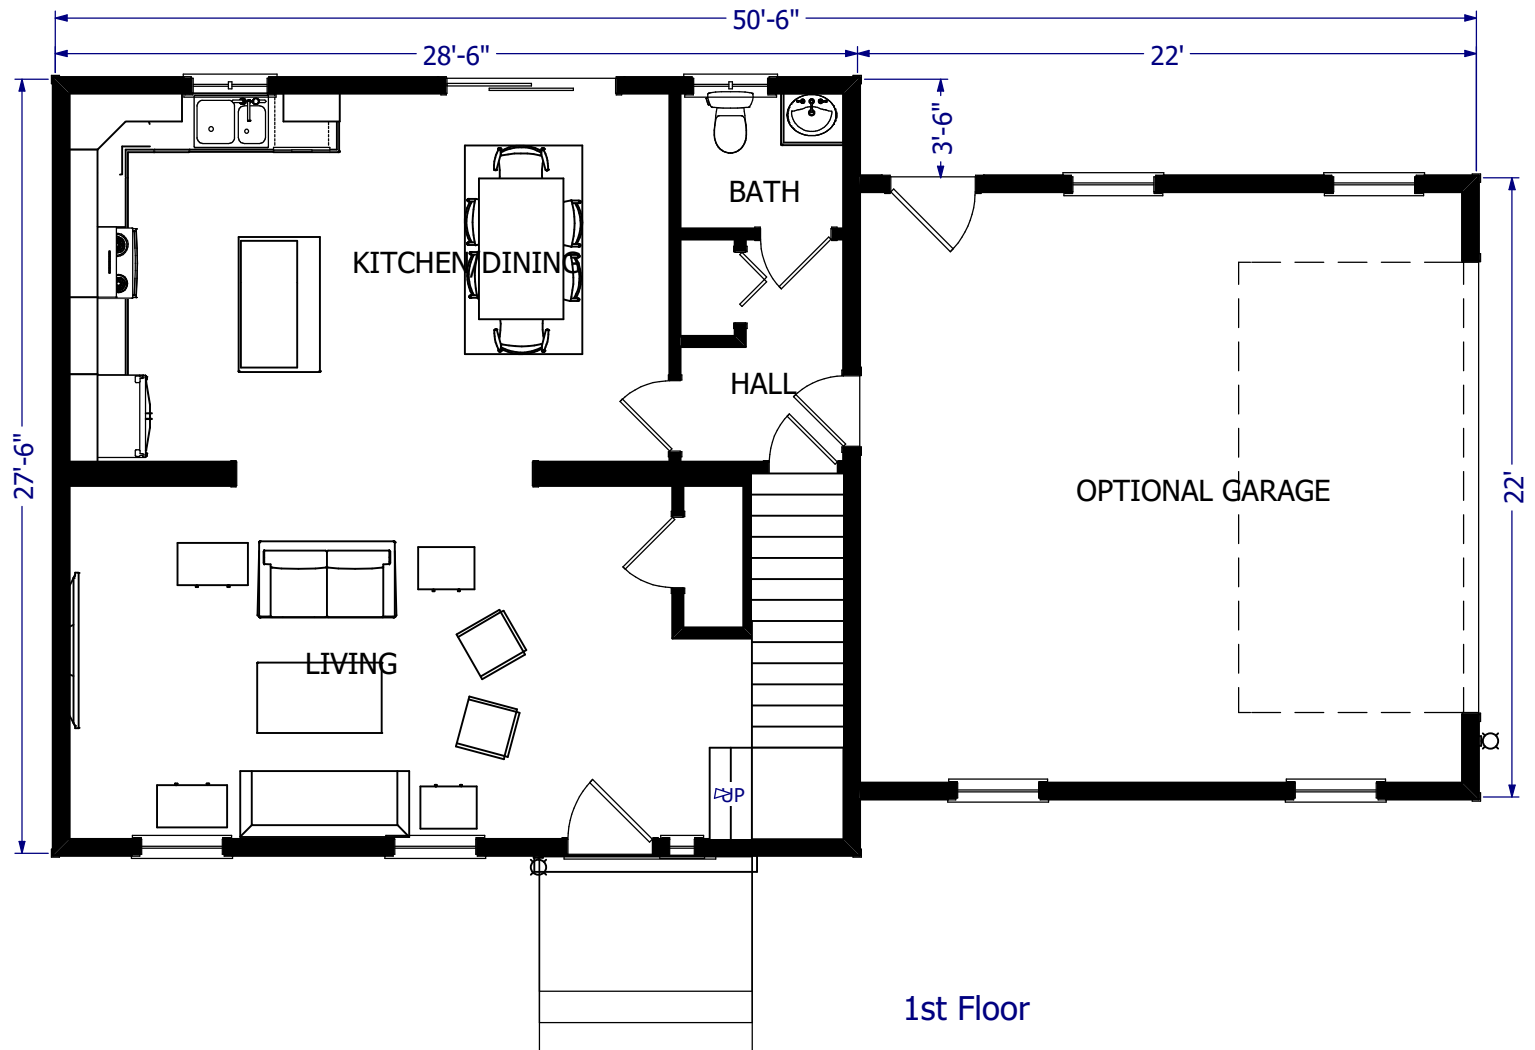 50'-6"
28'-6"
22'
3'-6"
BATH
KITCHEN/DINING
HALL
27'-6"
OPTIONAL GARAGE
22'
LIVING
UP
1st Floor